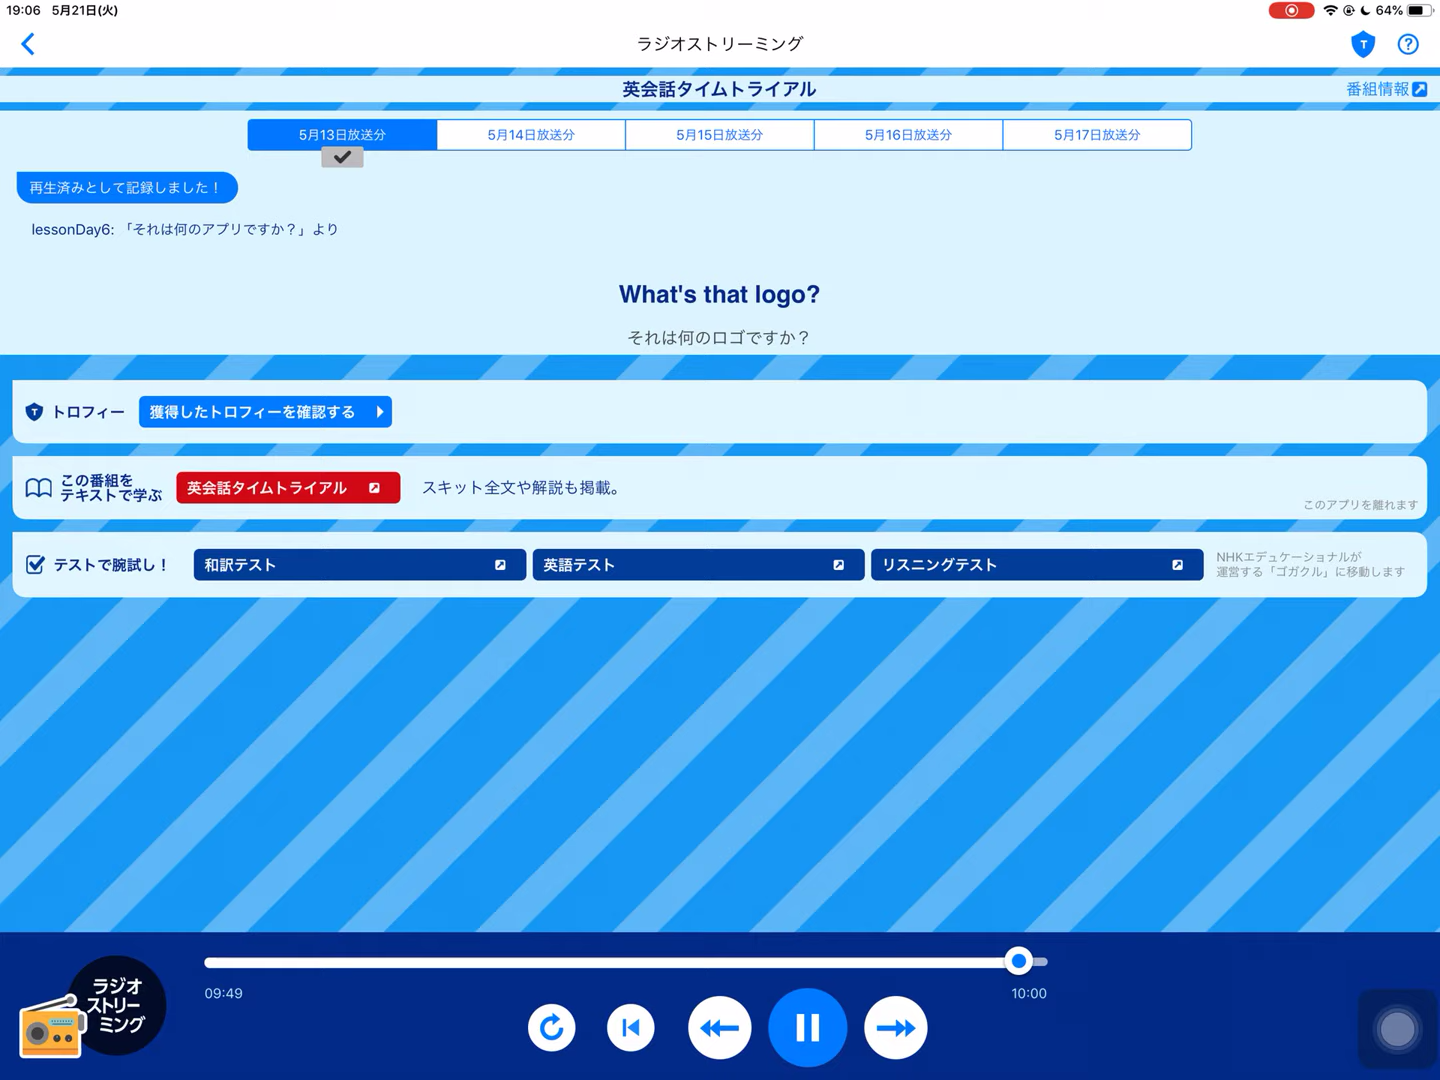 19:06 5月21日(火)
64%
ラジオストリーミング
T
?
英会話タイムトライアル
番組情報
5月13日放送分
5月14日放送分
5月15日放送分
5月16日放送分
5月17日放送分
再生済みとして記録しました！
lessonDay6: 「それは何のアプリですか？」より
What's that logo?
それは何のロゴですか？
T
トロフィー
獲得したトロフィーを確認する
この番組を
テキストで学ぶ
英会話タイムトライアル
スキット全文や解説も掲載。
このアプリを離れます
テストで腕試し！
和訳テスト
英語テスト
リスニングテスト
NHKエデュケーショナルが
運営する「ゴガクル」に移動します
ラジオ
ストリー
ミング
09:49
10:00